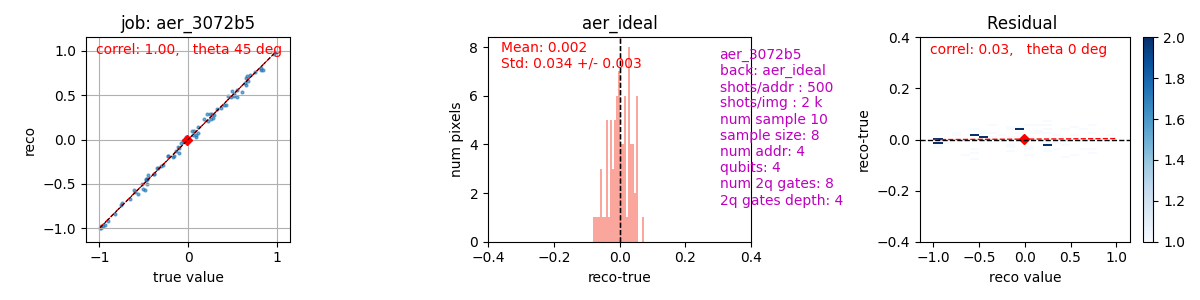 job: aer_3072b5
correl: 1.00,   theta 45 deg
1.0
0.5
0.0
−0.5
−1.0
reco
−1
0
1
true value
aer_ideal
Mean: 0.002
Std: 0.034 +/- 0.003
8
6
4
2
0
num pixels
−0.4
−0.2
0.0
0.2
0.4
reco-true
aer_3072b5
back: aer_ideal
shots/addr : 500
shots/img : 2 k
num sample 10
sample size: 8
num addr: 4
qubits: 4
num 2q gates: 8
2q gates depth: 4
Residual
correl: 0.03,   theta 0 deg
0.4
0.2
0.0
−0.2
−0.4
reco-true
−1.0
−0.5
0.0
0.5
1.0
reco value
2.0
1.8
1.6
1.4
1.2
1.0